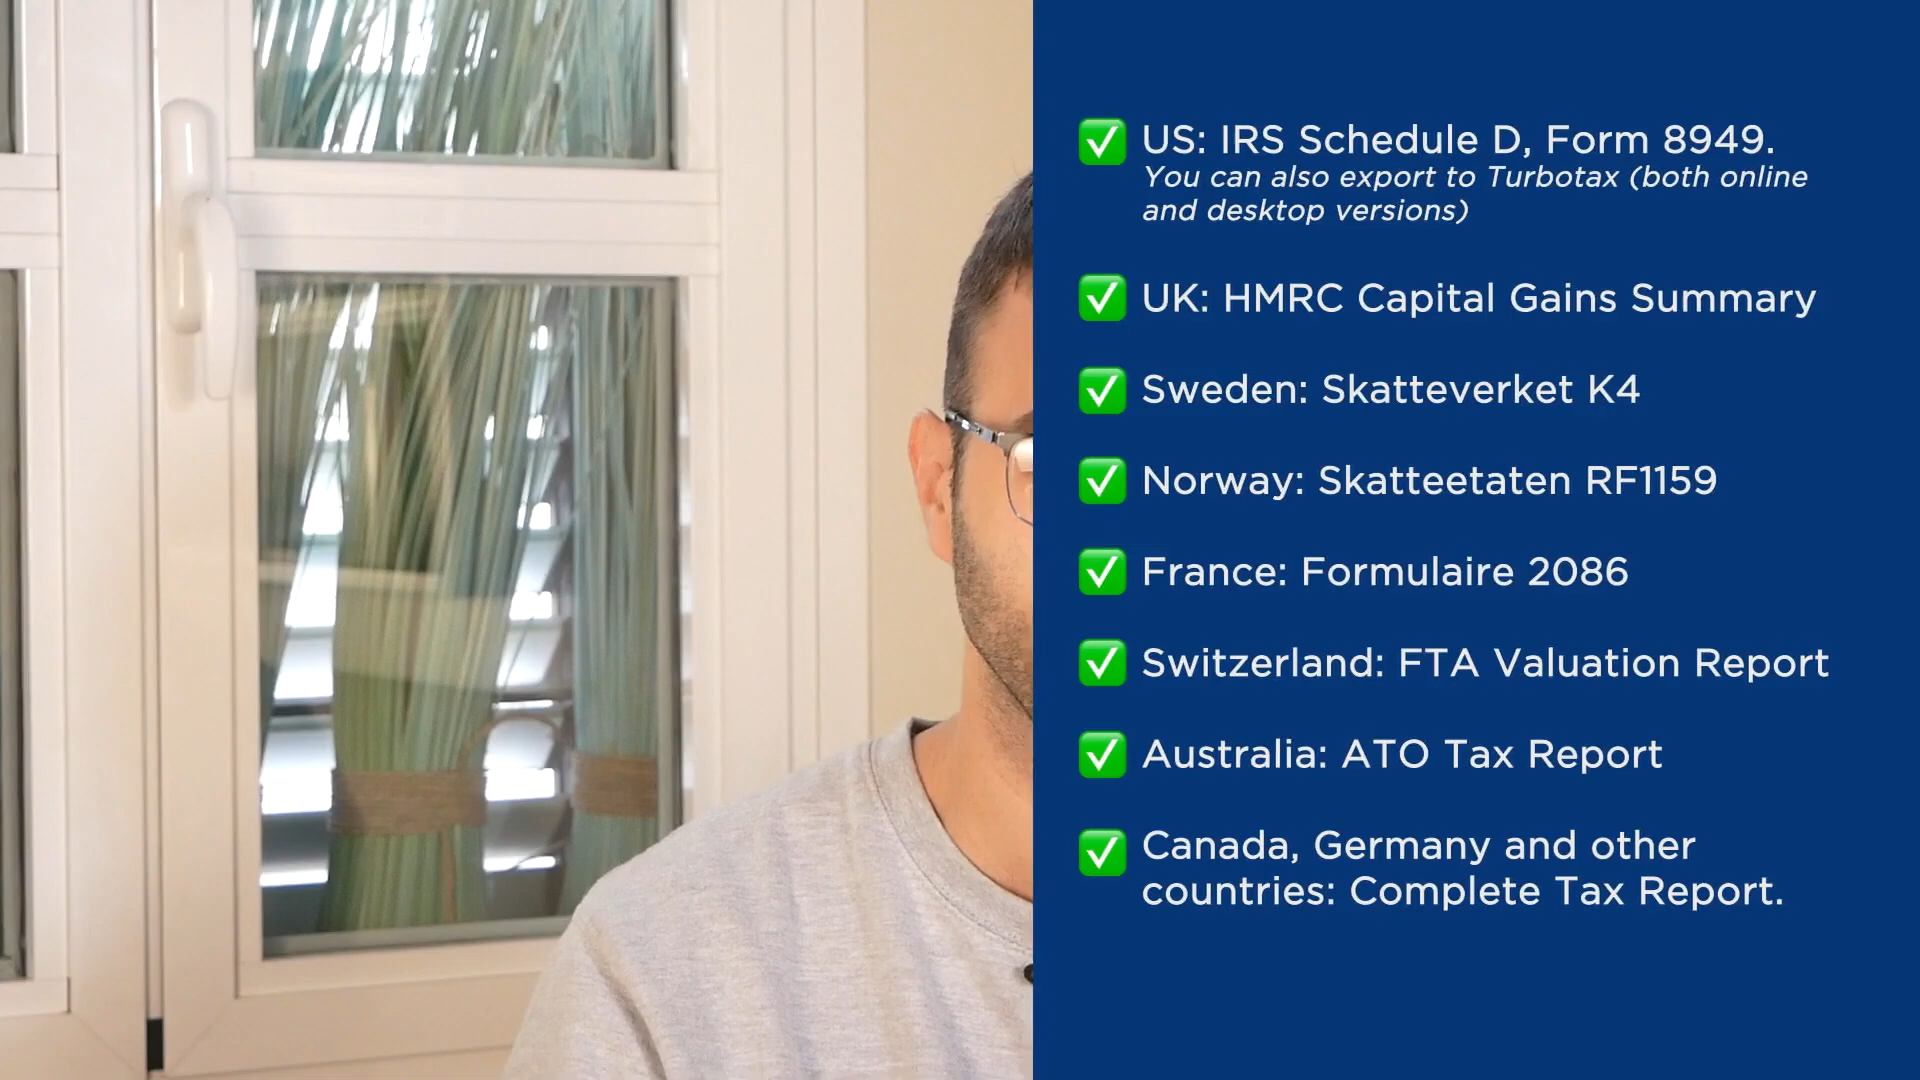 US: IRS Schedule D, Form 8949.
You can also export to Turbotax (both online
and desktop versions)
UK: HMRC Capital Gains Summary
Sweden: Skatteverket K4
Norway: Skatteetaten RF1159
France: Formulaire 2086
Switzerland: FTA Valuation Report
Australia: ATO Tax Report
Canada, Germany and other
countries: Complete Tax Report.